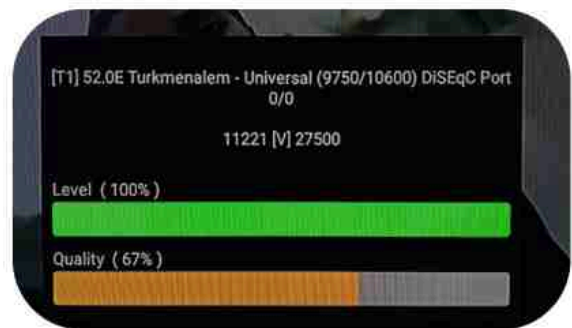 [T1] 52.0E Turkmenalem - Universal (9750/10600) DiSEqC Port
0/0
11221 [V] 27500
Level ( 100% )
Quality ( 67% )